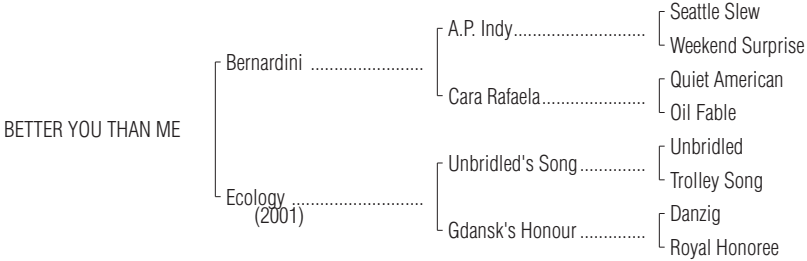 Seattle Slew
A.P. Indy............................
Weekend Surprise
Bernardini ........................
Quiet American
Cara Rafaela......................
Oil Fable
BETTER YOU THAN ME
Unbridled
Unbridled's Song..............
Trolley Song
Ecology ............................
(2001)
Danzig
Gdansk's Honour ..............
Royal Honoree